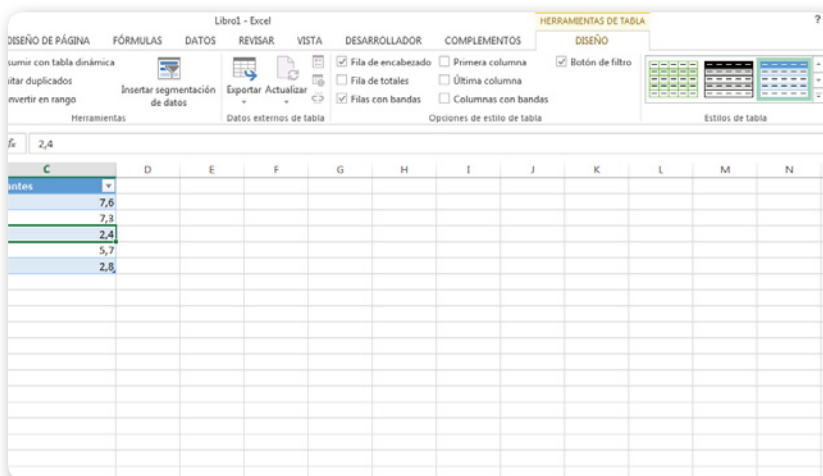 Libro1 - Excel
HERRAMIENTAS DE TABLA
?
DISEÑO DE PÁGINA FÓRMULAS DATOS REVISAR VISTA DESARROLLADOR COMPLEMENTOS DISEÑO
sumir con tabla dinámica
itar duplicados
nvertir en rango
Herramientas
Insertar segmentación
de datos
Exportar Actualizar
Datos externos de tabla
Fila de encabezado Primera columna Botón de filtro
Fila de totales Última columna
Filas con bandas Columnas con bandas
Opciones de estilo de tabla
Estilos de tabla
fx 2,4
C D E F G H I J K L M N
antes
7,6
7,3
2,4
5,7
2,8